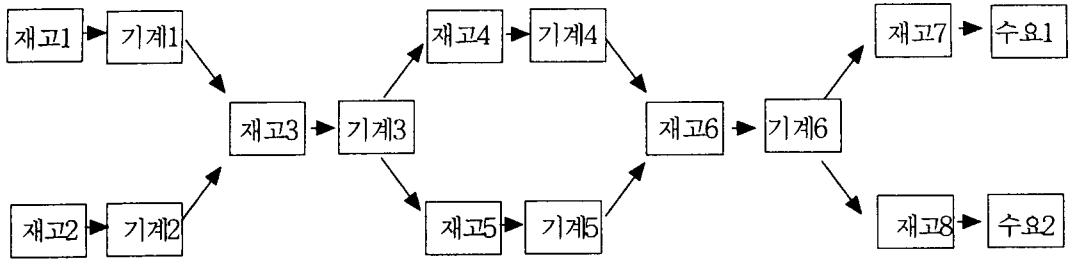 재고1 기계1 재고4 기계4 재고7 수요1
재고3 기계3 재고6 기계6
재고2 기계2 재고5 기계5 재고8 수요2